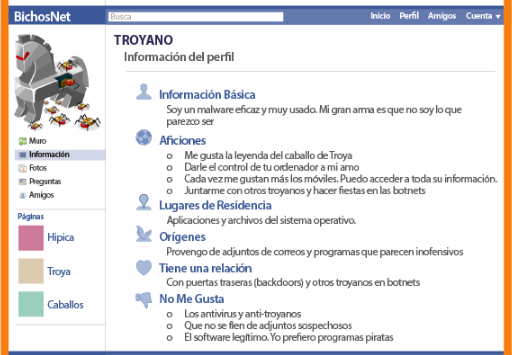 BichosNet
Busca
Inicio Perfil Amigos Cuenta
TROYANO
Información del perfil
Información Básica
Soy un malware eficaz y muy usado. Mi gran arma es que no soy lo que
parezco ser
Aficiones
o Me gusta la leyenda del caballo de Troya
o Darle el control de tu ordenador a mi amo
o Cada vez me gustan más los móviles. Puedo acceder a toda su información.
o Juntarme con otros troyanos y hacer fiestas en las botnets
Lugares de Residencia
Aplicaciones y archivos del sistema operativo.
Orígenes
Provengo de adjuntos de correos y programas que parecen inofensivos
Tiene una relación
Con puertas traseras (backdoors) y otros troyanos en botnets
No Me Gusta
o Los antivirus y anti-troyanos
o Que no se fíen de adjuntos sospechosos
o El software legítimo. Yo prefiero programas piratas
Muro
Información
Fotos
Preguntas
Amigos
Páginas
Hipica
Troya
Caballos